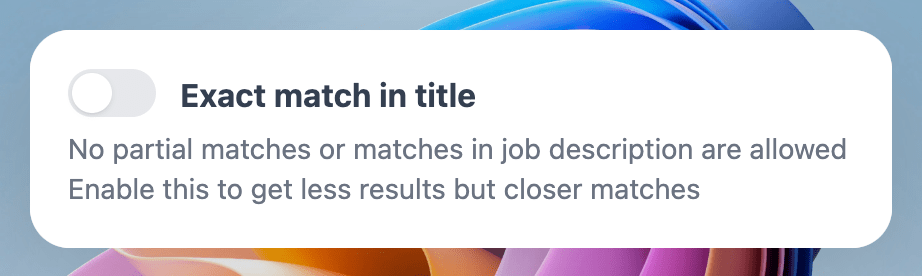 Exact match in title
No partial matches or matches in job description are allowed
Enable this to get less results but closer matches